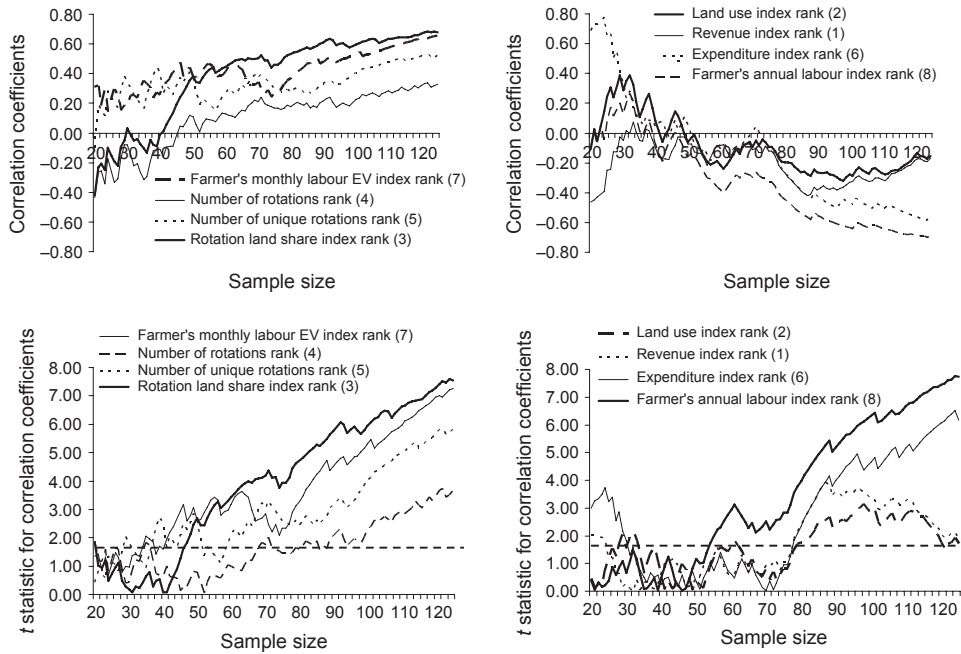 Correlation coefficients
0.80
0.60
0.40
0.20
0.00
–0.20
–0.40
–0.60
–0.80
20 30 40 50 60 70 80 90 100 110 120
Farmer's monthly labour EV index rank (7)
Number of rotations rank (4)
Number of unique rotations rank (5)
Rotation land share index rank (3)
Sample size
Correlation coefficients
0.80
0.60
0.40
0.20
0.00
–0.20
–0.40
–0.60
–0.80
Land use index rank (2)
Revenue index rank (1)
Expenditure index rank (6)
Farmer's annual labour index rank (8)
20 30 40 50 60 70 80 90 100 110 120
Sample size
t statistic for correlation coefficients
Farmer's monthly labour EV index rank (7)
Number of rotations rank (4)
Number of unique rotations rank (5)
Rotation land share index rank (3)
8.00
7.00
6.00
5.00
4.00
3.00
2.00
1.00
0.00
20 30 40 50 60 70 80 90 100 110 120
Sample size
t statistic for correlation coefficients
Land use index rank (2)
Revenue index rank (1)
Expenditure index rank (6)
Farmer's annual labour index rank (8)
8.00
7.00
6.00
5.00
4.00
3.00
2.00
1.00
0.00
20 30 40 50 60 70 80 90 100 110 120
Sample size